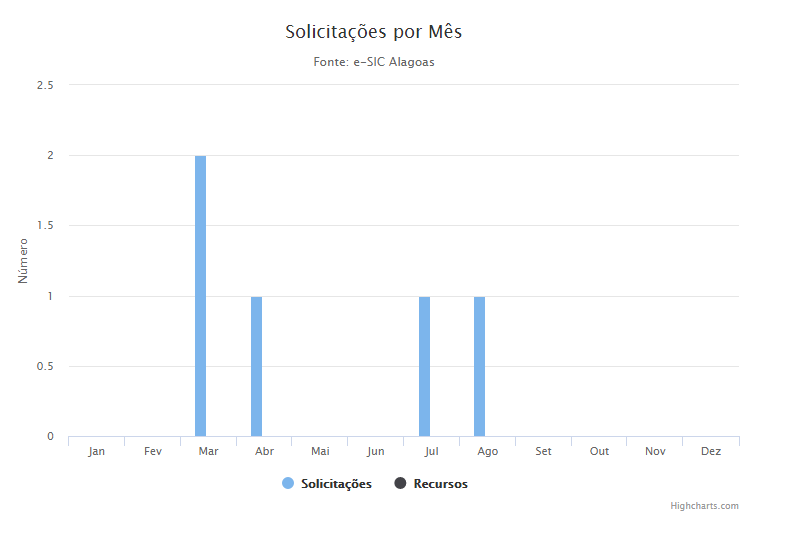 Solicitações por Mês
Fonte: e-SIC Alagoas
Número
2.5
2
1.5
1
0.5
0
Jan Fev Mar Abr Mai Jun Jul Ago Set Out Nov Dez
Solicitações Recursos
Highcharts.com